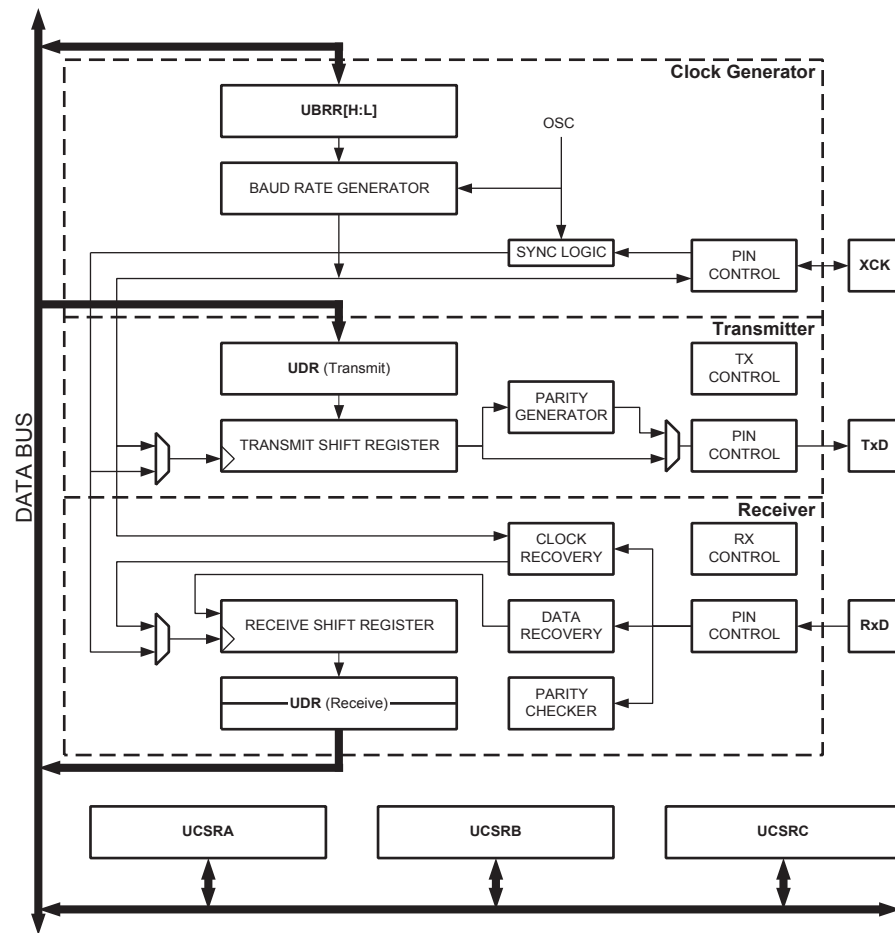 Clock Generator
UBRR[H:L]
OSC
BAUD RATE GENERATOR
SYNC LOGIC
PIN
CONTROL
XCK
Transmitter
UDR (Transmit)
TX
CONTROL
PARITY
GENERATOR
TRANSMIT SHIFT REGISTER
PIN
CONTROL
TxD
DATA BUS
Receiver
CLOCK
RECOVERY
RX
CONTROL
RECEIVE SHIFT REGISTER
DATA
RECOVERY
PIN
CONTROL
RxD
UDR (Receive)
PARITY
CHECKER
UCSRA
UCSRB
UCSRC